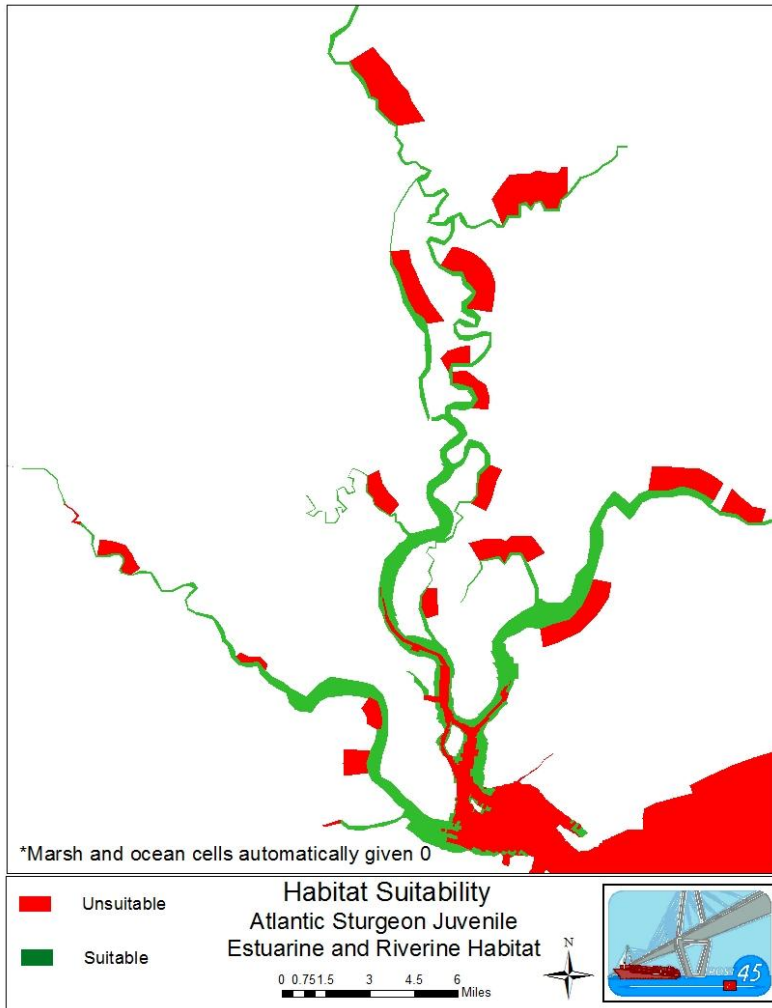 *Marsh and ocean cells automatically given 0
Unsuitable
Suitable
Habitat Suitability
Atlantic Sturgeon Juvenile
Estuarine and Riverine Habitat
0 0.75 1.5 3 4.5 6
Miles
N
POST 45